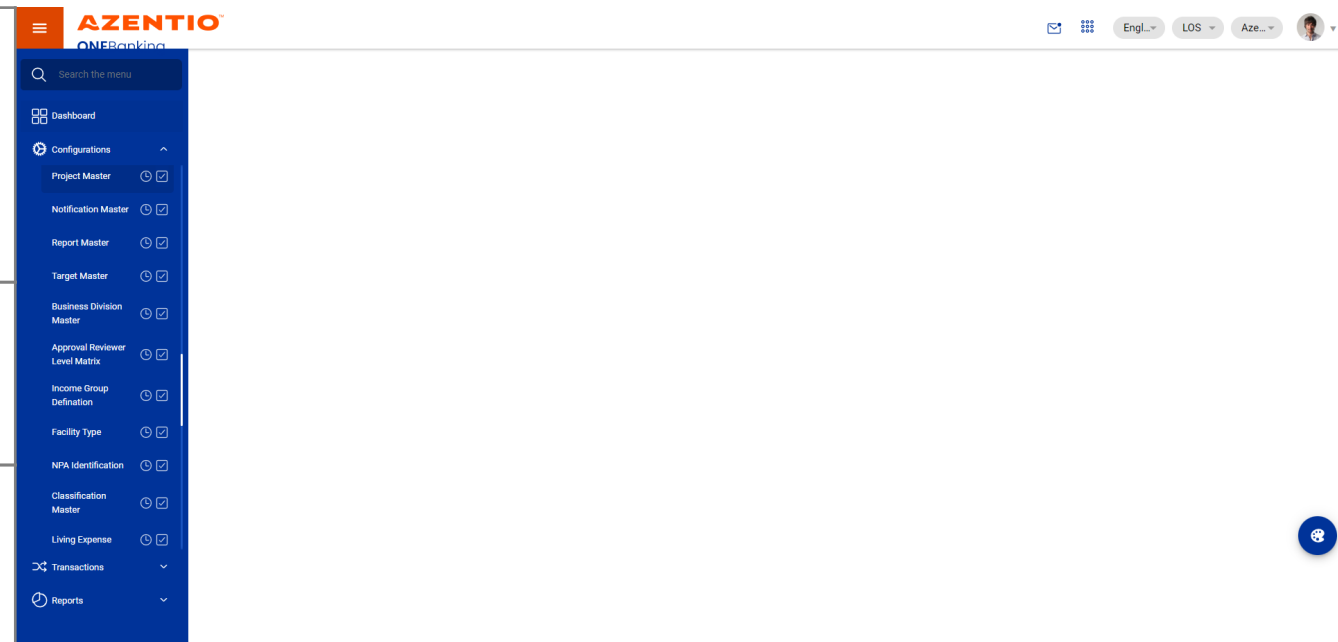 AZENTIO™
ONEBanking
Engl...
LOS
Aze...
Search the menu
Dashboard
Configurations
Project Master
Notification Master
Report Master
Target Master
Business Division
Master
Approval Reviewer
Level Matrix
Income Group
Defination
Facility Type
NPA Identification
Classification
Master
Living Expense
Transactions
Reports